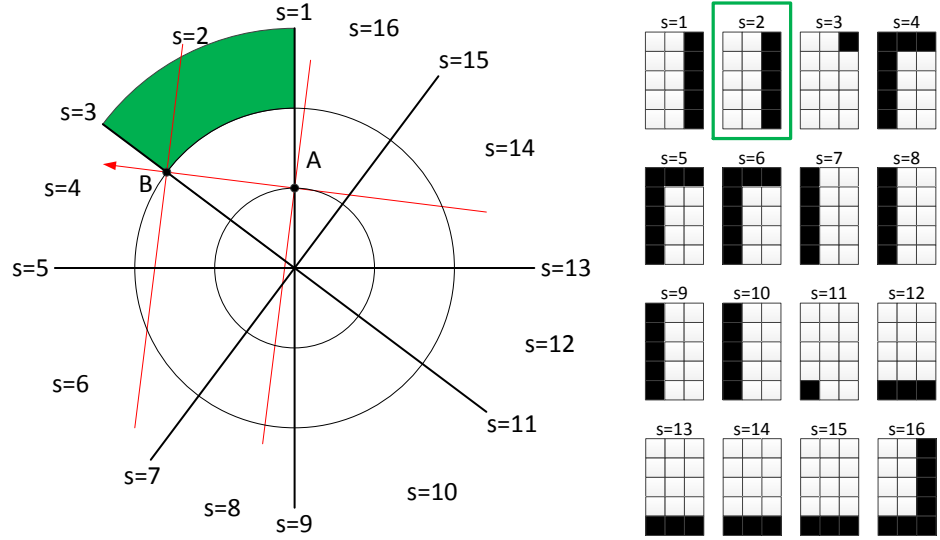 s=1
s=2
s=16
s=15
s=3
A
s=14
B
s=4
s=5
s=13
s=12
s=6
s=11
s=7
s=8
s=10
s=9
s=1 s=2 s=3 s=4
s=5 s=6 s=7 s=8
s=9 s=10 s=11 s=12
s=13 s=14 s=15 s=16